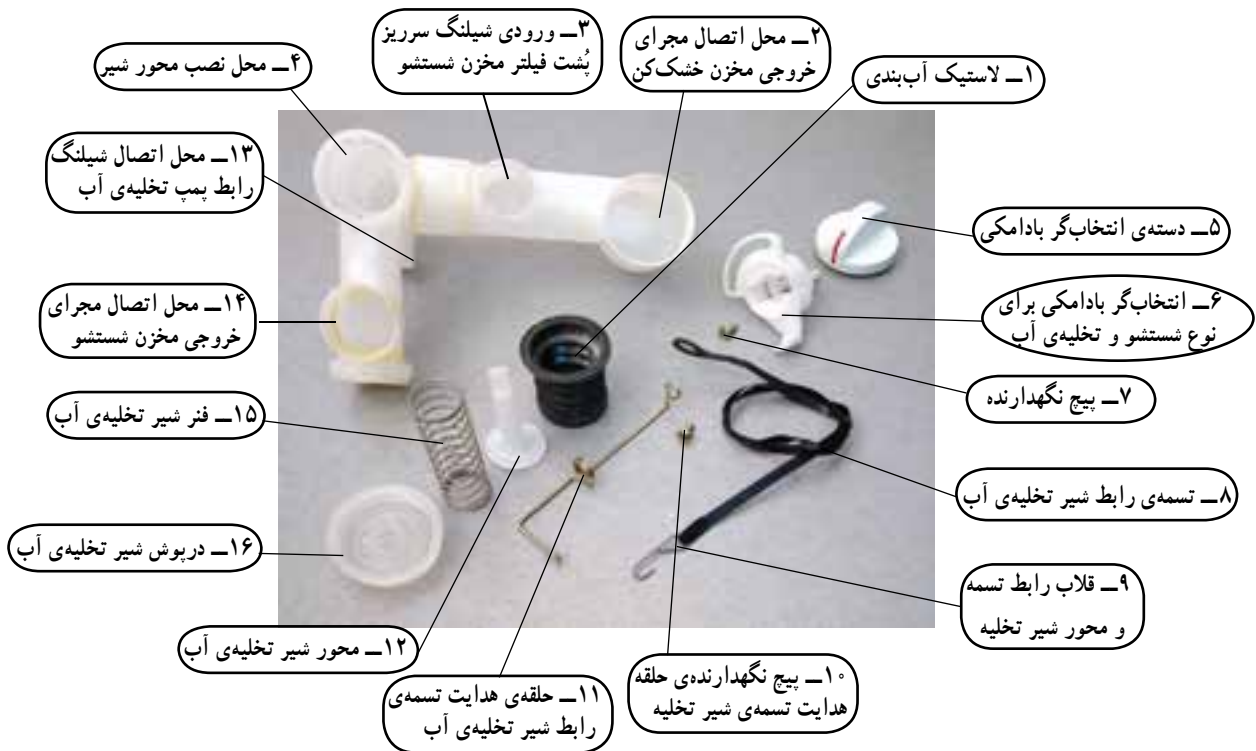 ۱ــ لاستیک آب‌بندی
۲ــ محل اتصال مجرای
خروجی مخزن خشک‌کن
۳ــ ورودی شیلنگ سرریز
پُشت فیلتر مخزن شستشو
۴ــ محل نصب محور شیر
۵ــ دسته‌ی انتخاب‌گر بادامکی
۶ــ انتخاب‌گر بادامکی برای
نوع شستشو و تخلیه‌ی آب
۷ــ پیچ نگهدارنده
۸ــ تسمه‌ی رابط شیر تخلیه‌ی آب
۹ــ قلاب رابط تسمه
و محور شیر تخلیه
۱۰ــ پیچ نگهدارنده‌ی حلقه
هدایت تسمه‌ی شیر تخلیه
۱۱ــ حلقه‌ی هدایت تسمه‌ی
رابط شیر تخلیه‌ی آب
۱۲ــ محور شیر تخلیه‌ی آب
۱۳ــ محل اتصال شیلنگ
رابط پمپ تخلیه‌ی آب
۱۴ــ محل اتصال مجرای
خروجی مخزن شستشو
۱۵ــ فنر شیر تخلیه‌ی آب
۱۶ــ درپوش شیر تخلیه‌ی آب